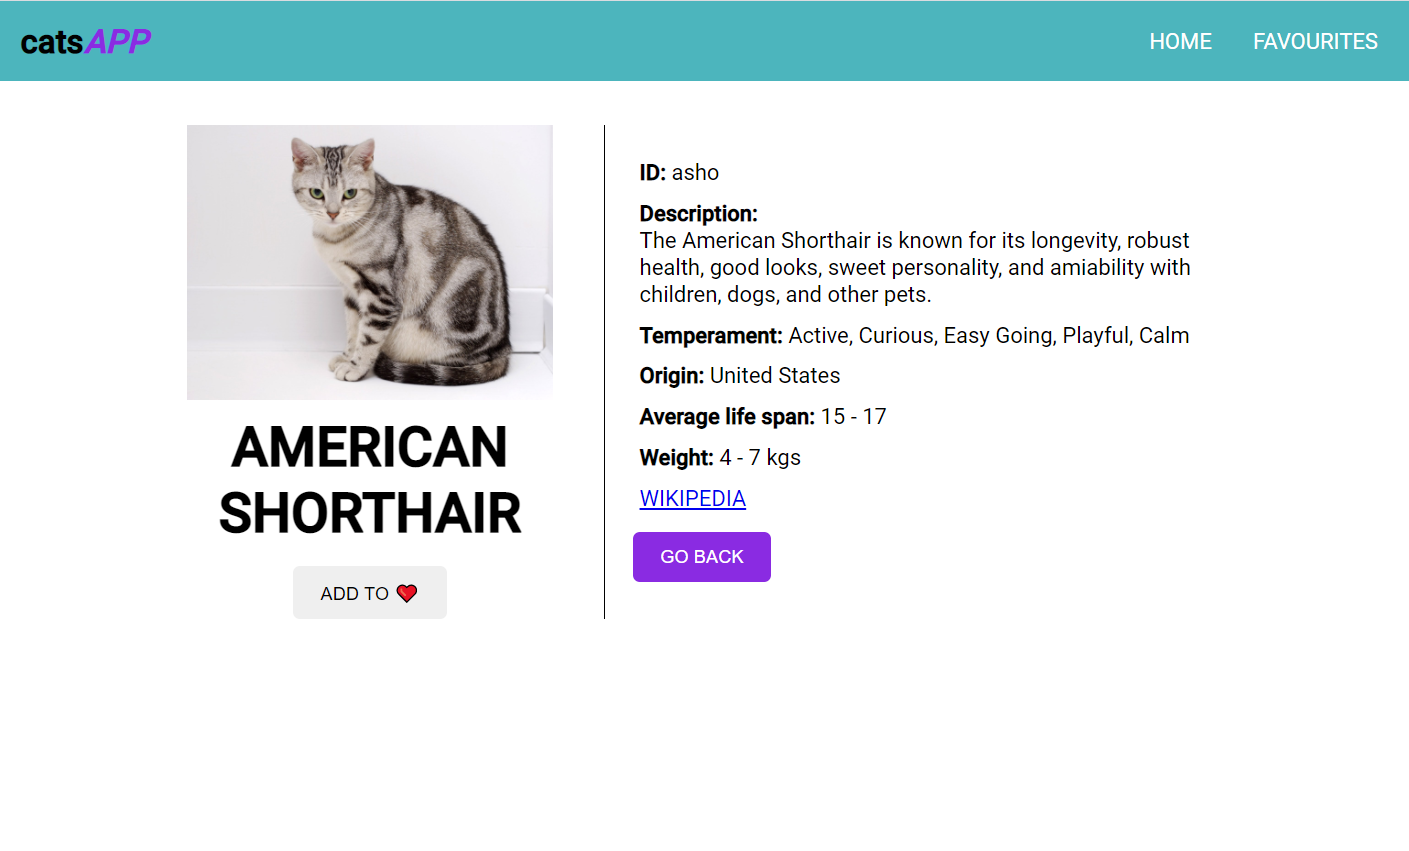 catsAPP
HOME
FAVOURITES
AMERICAN
SHORTHAIR
ADD TO ❤️
ID: asho
Description:
The American Shorthair is known for its longevity, robust
health, good looks, sweet personality, and amiability with
children, dogs, and other pets.
Temperament: Active, Curious, Easy Going, Playful, Calm
Origin: United States
Average life span: 15 - 17
Weight: 4 - 7 kgs
WIKIPEDIA
GO BACK